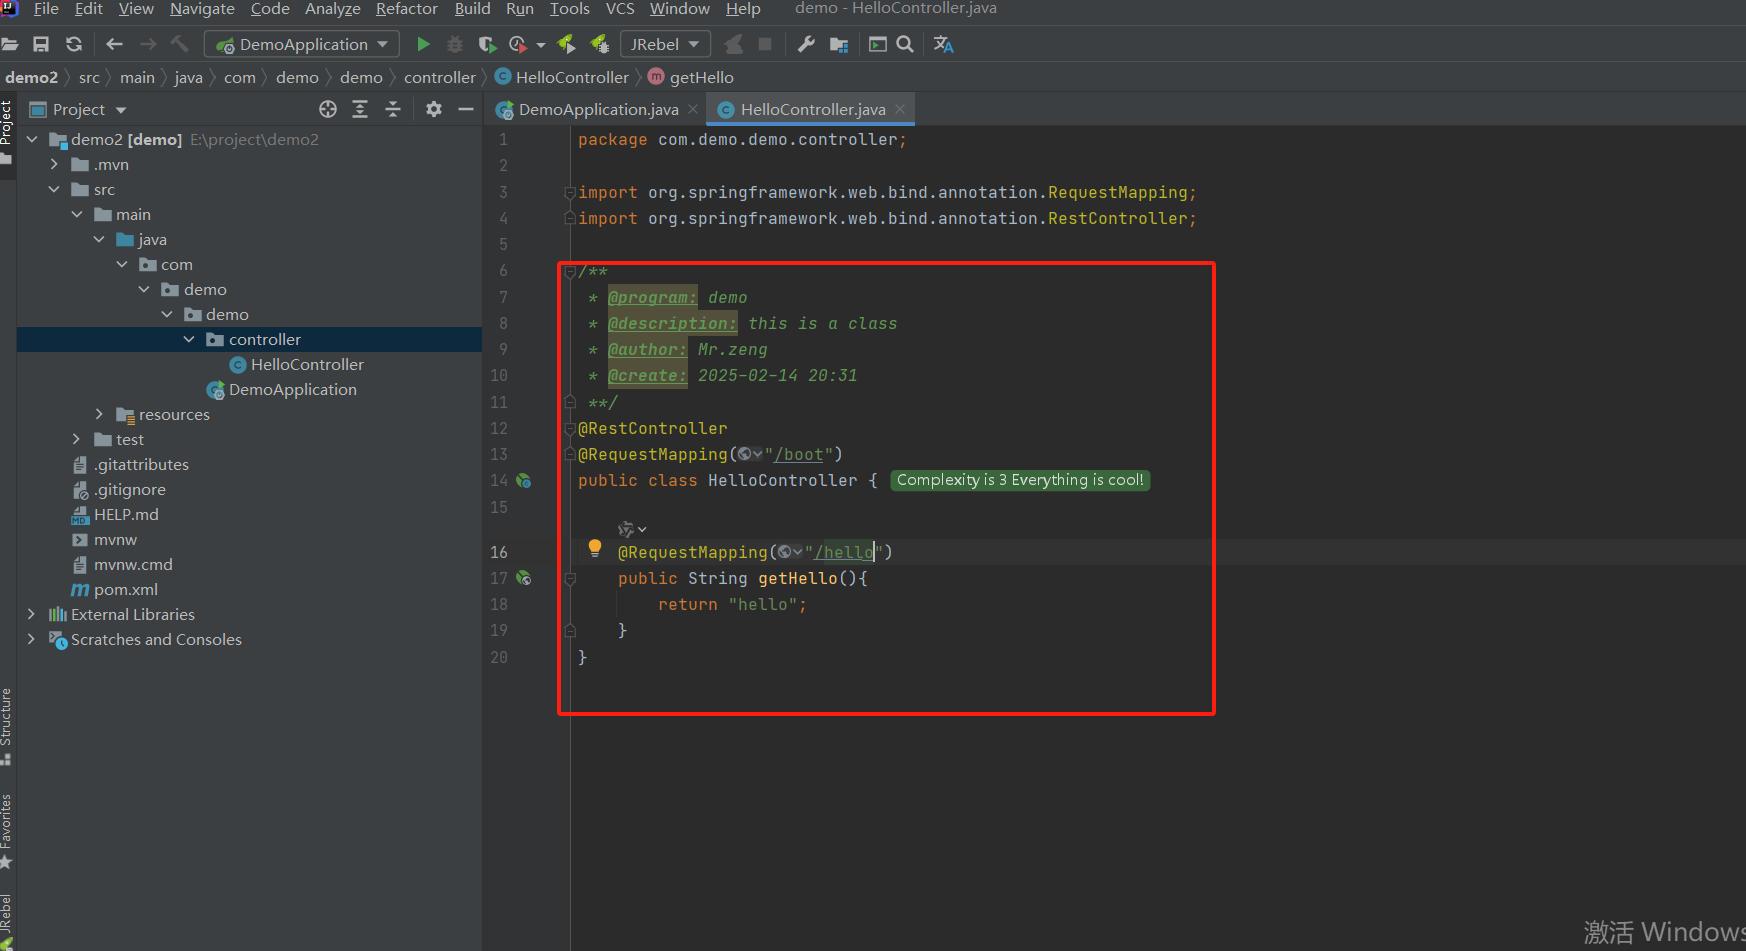 File Edit View Navigate Code Analyze Refactor Build Run Tools VCS Window Help demo - HelloController.java
DemoApplication JRebel
demo2 src main java com demo demo controller HelloController getHello
Project
Project
DemoApplication.java
HelloController.java
demo2 [demo] E:\project\demo2
.mvn
src
main
java
com
demo
demo
controller
HelloController
DemoApplication
resources
test
.gitattributes
.gitignore
HELP.md
mvnw
mvnw.cmd
pom.xml
External Libraries
Scratches and Consoles
Structure
Favorites
JRebel
1 package com.demo.demo.controller;
2
3 import org.springframework.web.bind.annotation.RequestMapping;
4 import org.springframework.web.bind.annotation.RestController;
5
6 /**
7 * @program: demo
8 * @description: this is a class
9 * @author: Mr.zeng
10 * @create: 2025-02-14 20:31
11 **/
12 @RestController
13 @RequestMapping("/boot")
14 public class HelloController { Complexity is 3 Everything is cool!
15
16 @RequestMapping("/hello")
17 public String getHello(){
18 return "hello";
19 }
20 }
激活 Windows